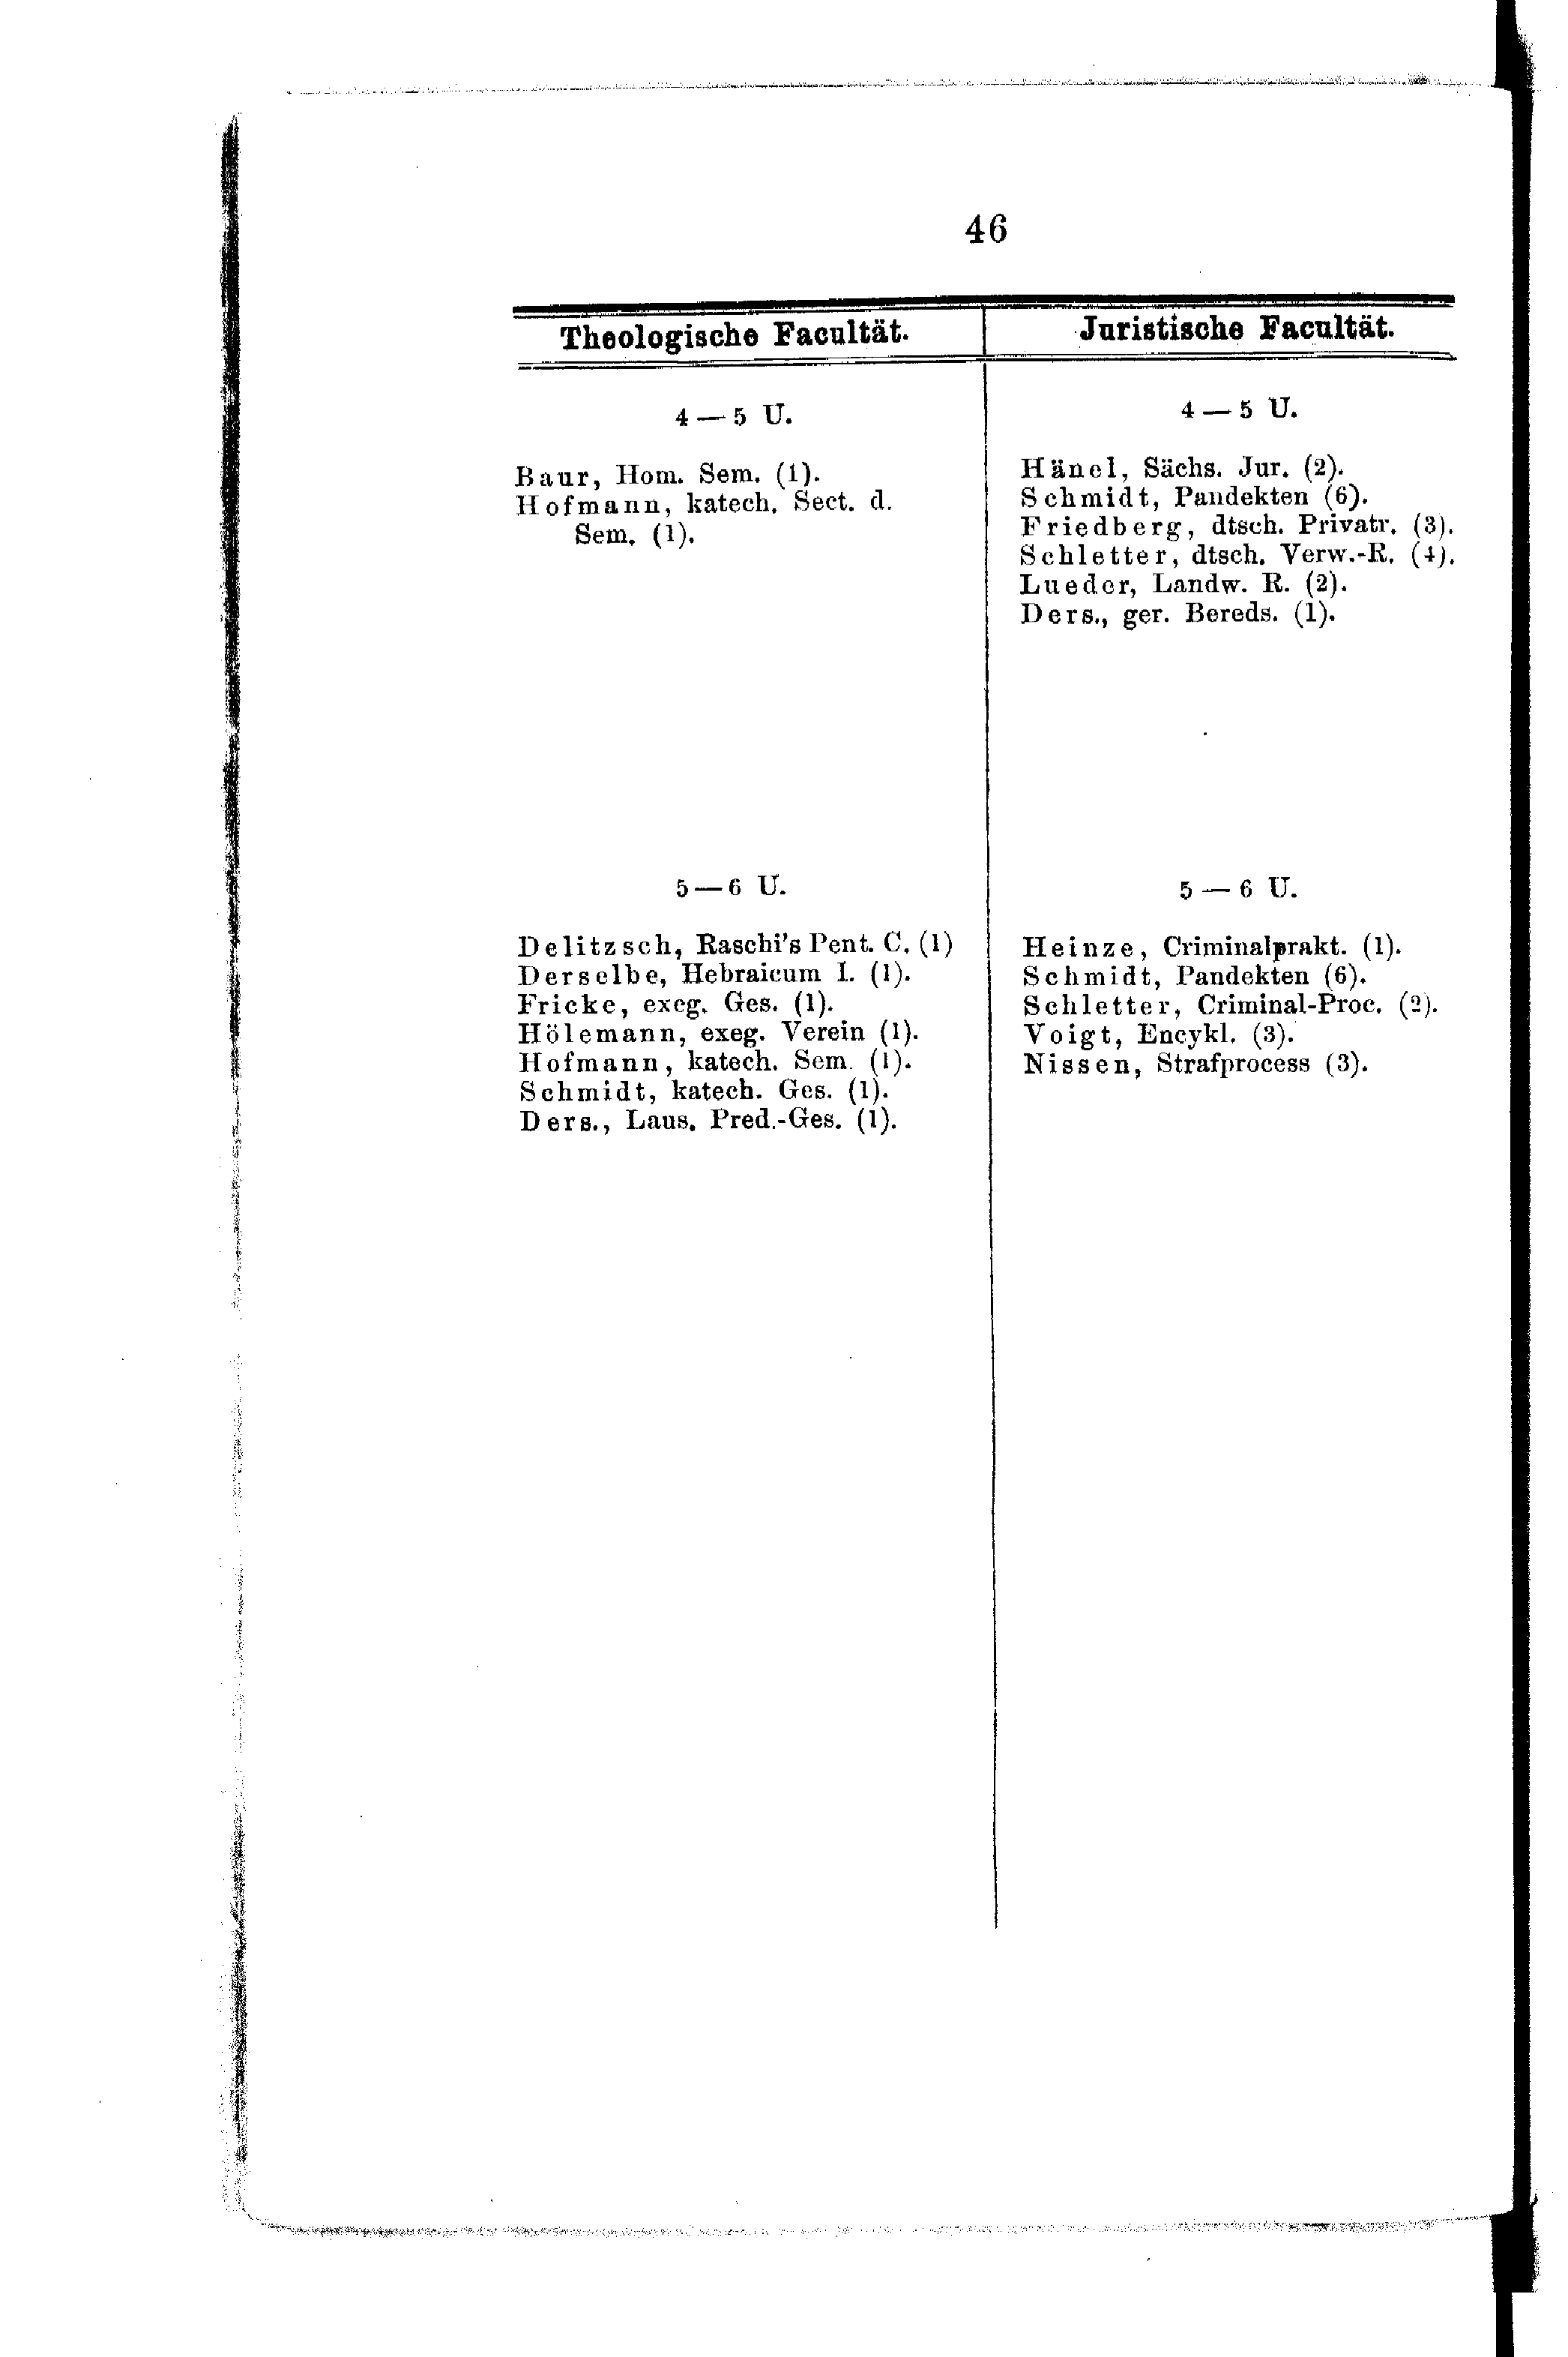 46
Theologische Facultät.
4 — 5 U.
Baur, Hom. Sem. (1).
Hofmann, katech. Sect. d.
Sem. (1).
5 — 6 U.
Delitzsch, Raschi's Pent. C. (1)
Derselbe, Hebraicum I. (1).
Fricke, exeg. Ges. (1).
Hölemann, exeg. Verein (1).
Hofmann, katech. Sem. (1).
Schmidt, katech. Ges. (1).
Ders., Laus. Pred.-Ges. (1).
Juristische Facultät.
4 — 5 U.
Hänel, Sächs. Jur. (2).
Schmidt, Pandekten (6).
Friedberg, dtsch. Privatr. (3).
Schletter, dtsch. Verw.-R. (4).
Lueder, Landw. R. (2).
Ders., ger. Bereds. (1).
5 — 6 U.
Heinze, Criminalprakt. (1).
Schmidt, Pandekten (6).
Schletter, Criminal-Proc. (2).
Voigt, Encykl. (3).
Nissen, Strafprocess (3).